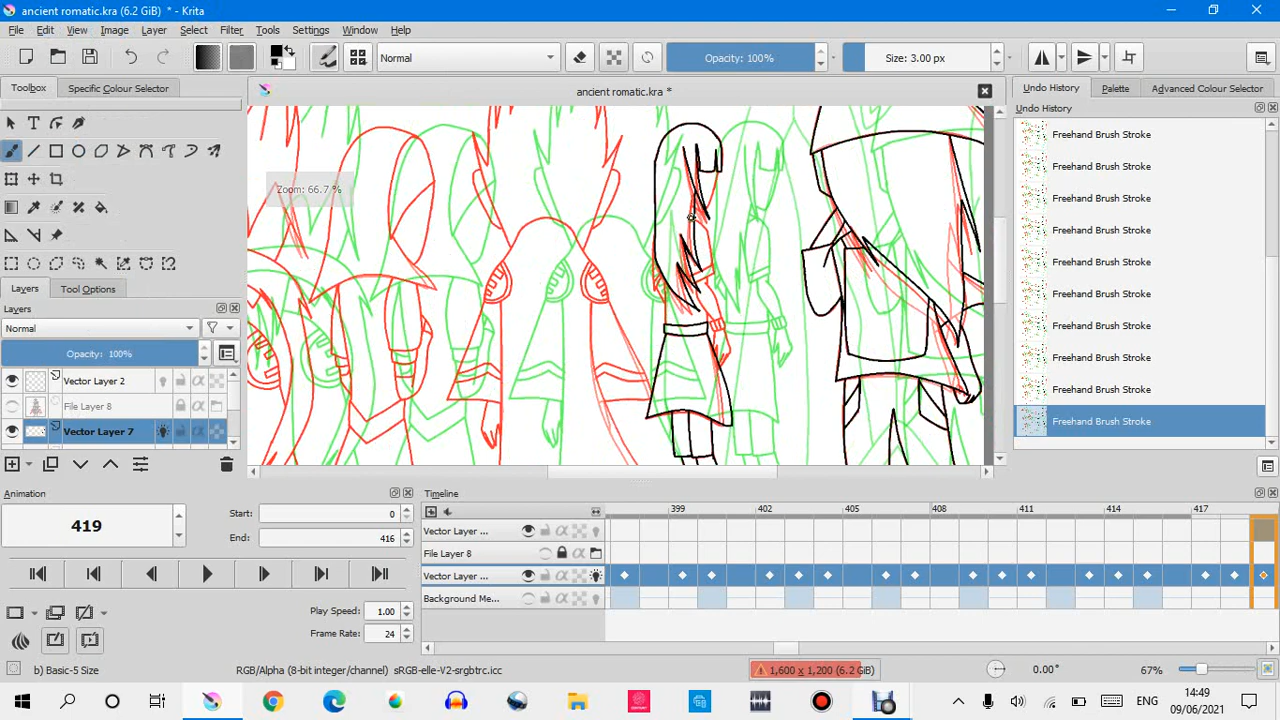 ancient romatic.kra (6.2 GiB) * - Krita
File Edit View Image Layer Select Filter Tools Settings Window Help
Normal Opacity: 100% Size: 3.00 px
Toolbox Specific Colour Selector
ancient romatic.kra *
Undo History Palette Advanced Colour Selector
Undo History
Freehand Brush Stroke
Freehand Brush Stroke
Freehand Brush Stroke
Freehand Brush Stroke
Freehand Brush Stroke
Freehand Brush Stroke
Freehand Brush Stroke
Freehand Brush Stroke
Freehand Brush Stroke
Freehand Brush Stroke
Zoom: 66.7 %
Layers Tool Options
Layers
Normal
Opacity: 100%
Vector Layer 2
File Layer 8
Vector Layer 7
Animation
419
Start: 0
End: 416
Play Speed: 1.00
Frame Rate: 24
Timeline
399 402 405 408 411 414 417
Vector Layer ...
File Layer 8
Vector Layer ...
Background Me...
b) Basic-5 Size
RGB/Alpha (8-bit integer/channel) sRGB-elle-V2-srgbtrc.icc
1,600 x 1,200 (6.2 GiB)
0.00°
67%
ENG
14:49
09/06/2021